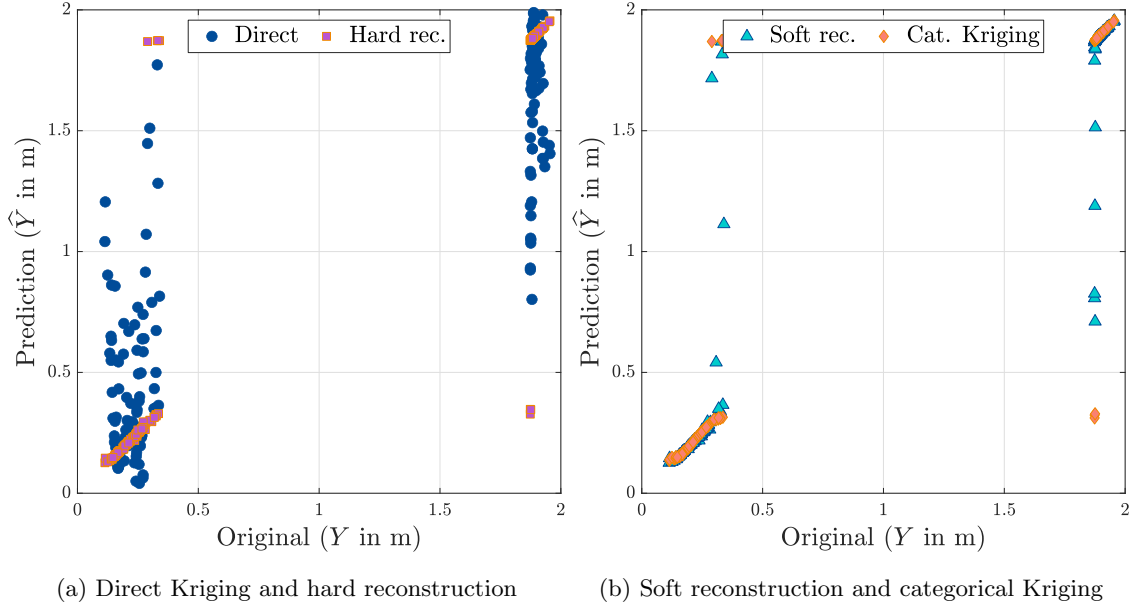 Direct Hard rec.
2
1.5
1
0.5
0
Prediction (Ŷ in m)
0 0.5 1 1.5 2
Original (Y in m)
(a) Direct Kriging and hard reconstruction
Soft rec. Cat. Kriging
2
1.5
1
0.5
0
Prediction (Ŷ in m)
0 0.5 1 1.5 2
Original (Y in m)
(b) Soft reconstruction and categorical Kriging